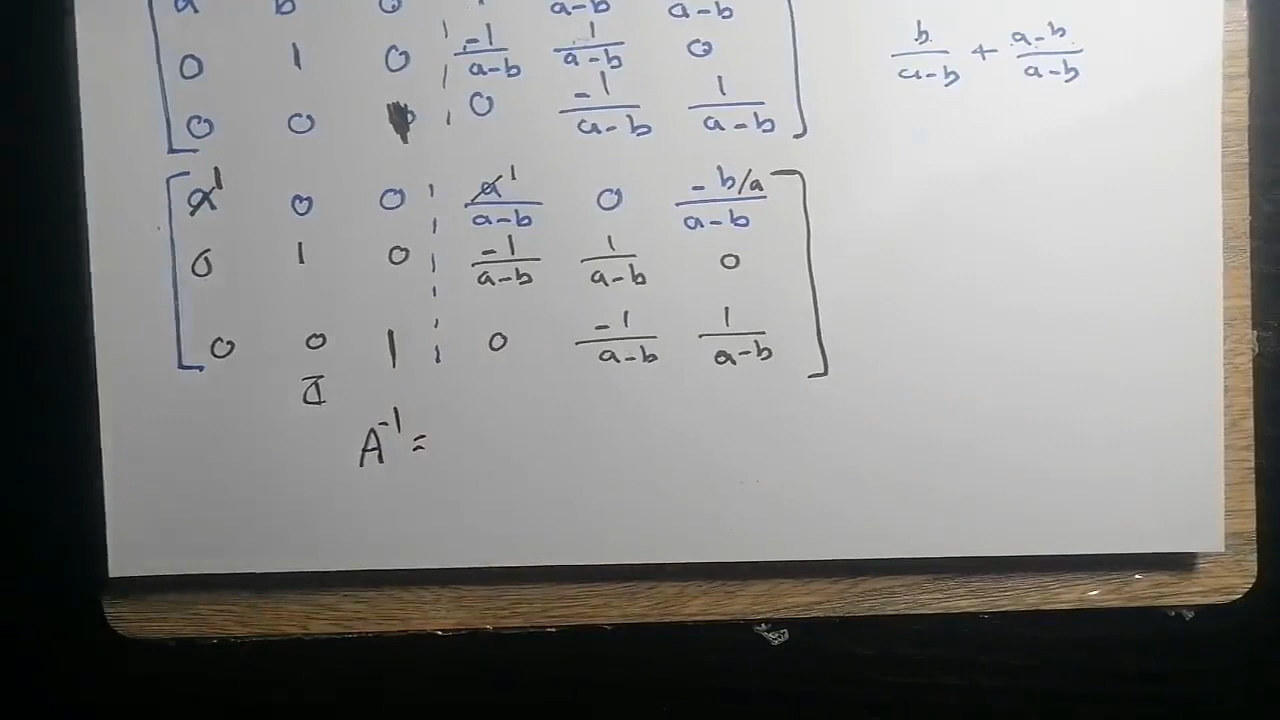 a b 0 ¦ a-b a-b
0 1 0 ¦ -1/a-b 1/a-b 0
0 0 ¦ 0 -1/a-b 1/a-b
b/a-b + a-b/a-b
1 0 0 ¦ 1/a-b 0 -b/a/a-b
0 1 0 ¦ -1/a-b 1/a-b 0
0 0 1 ¦ 0 -1/a-b 1/a-b
A⁻¹ =